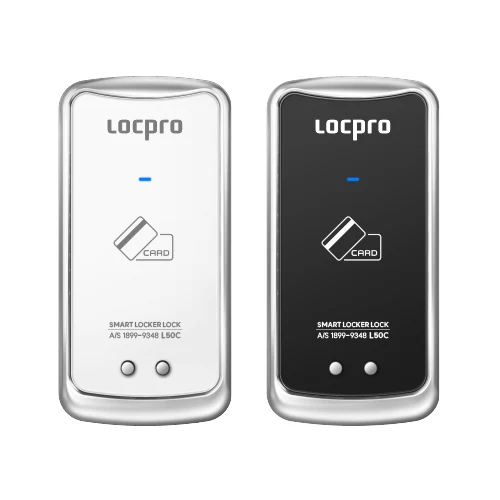 Locpro
CARD
SMART LOCKER LOCK
A/S 1899-9348 L50C
Locpro
CARD
SMART LOCKER LOCK
A/S 1899-9348 L50C